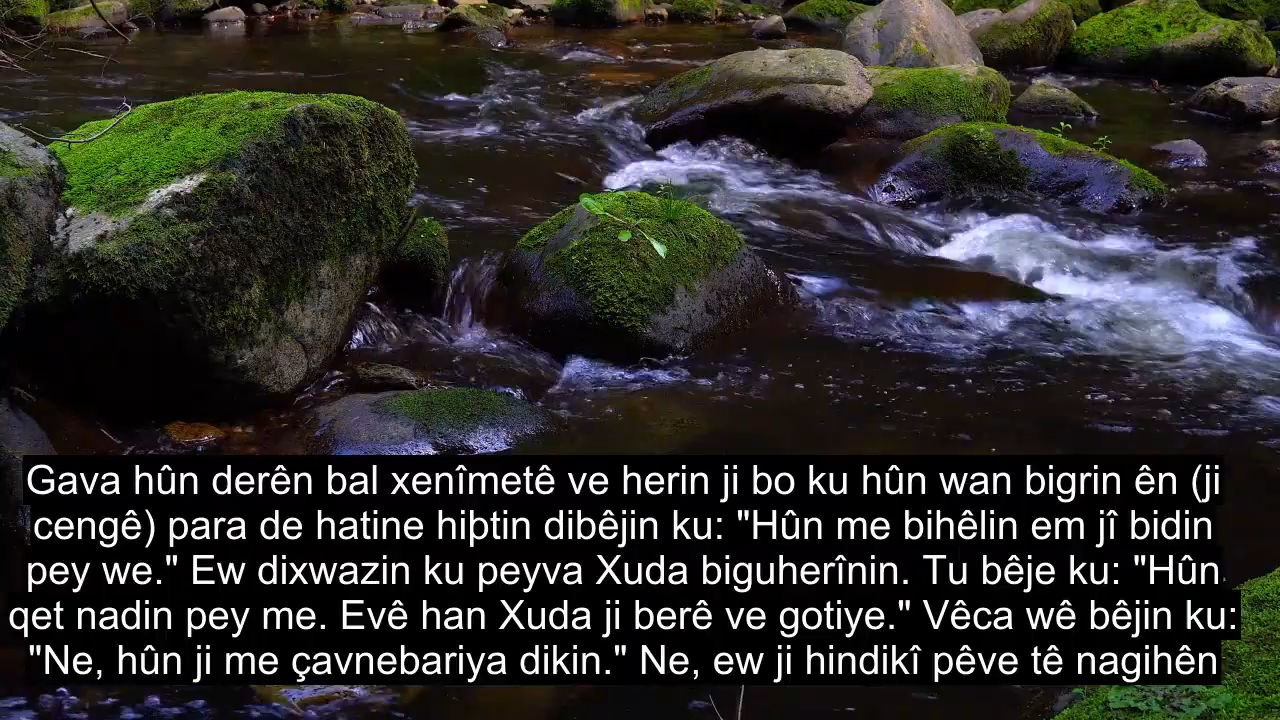 Gava hûn derên bal xenîmetê ve herin ji bo ku hûn wan bigrin ên (ji
cengê) para de hatine hiþtin dibêjin ku: "Hûn me bihêlin em jî bidin
pey we." Ew dixwazin ku peyva Xuda biguherînin. Tu bêje ku: "Hûn
qet nadin pey me. Evê han Xuda ji berê ve gotiye." Vêca wê bêjin ku:
"Ne, hûn ji me çavnebariya dikin." Ne, ew ji hindikî pêve tê nagihên